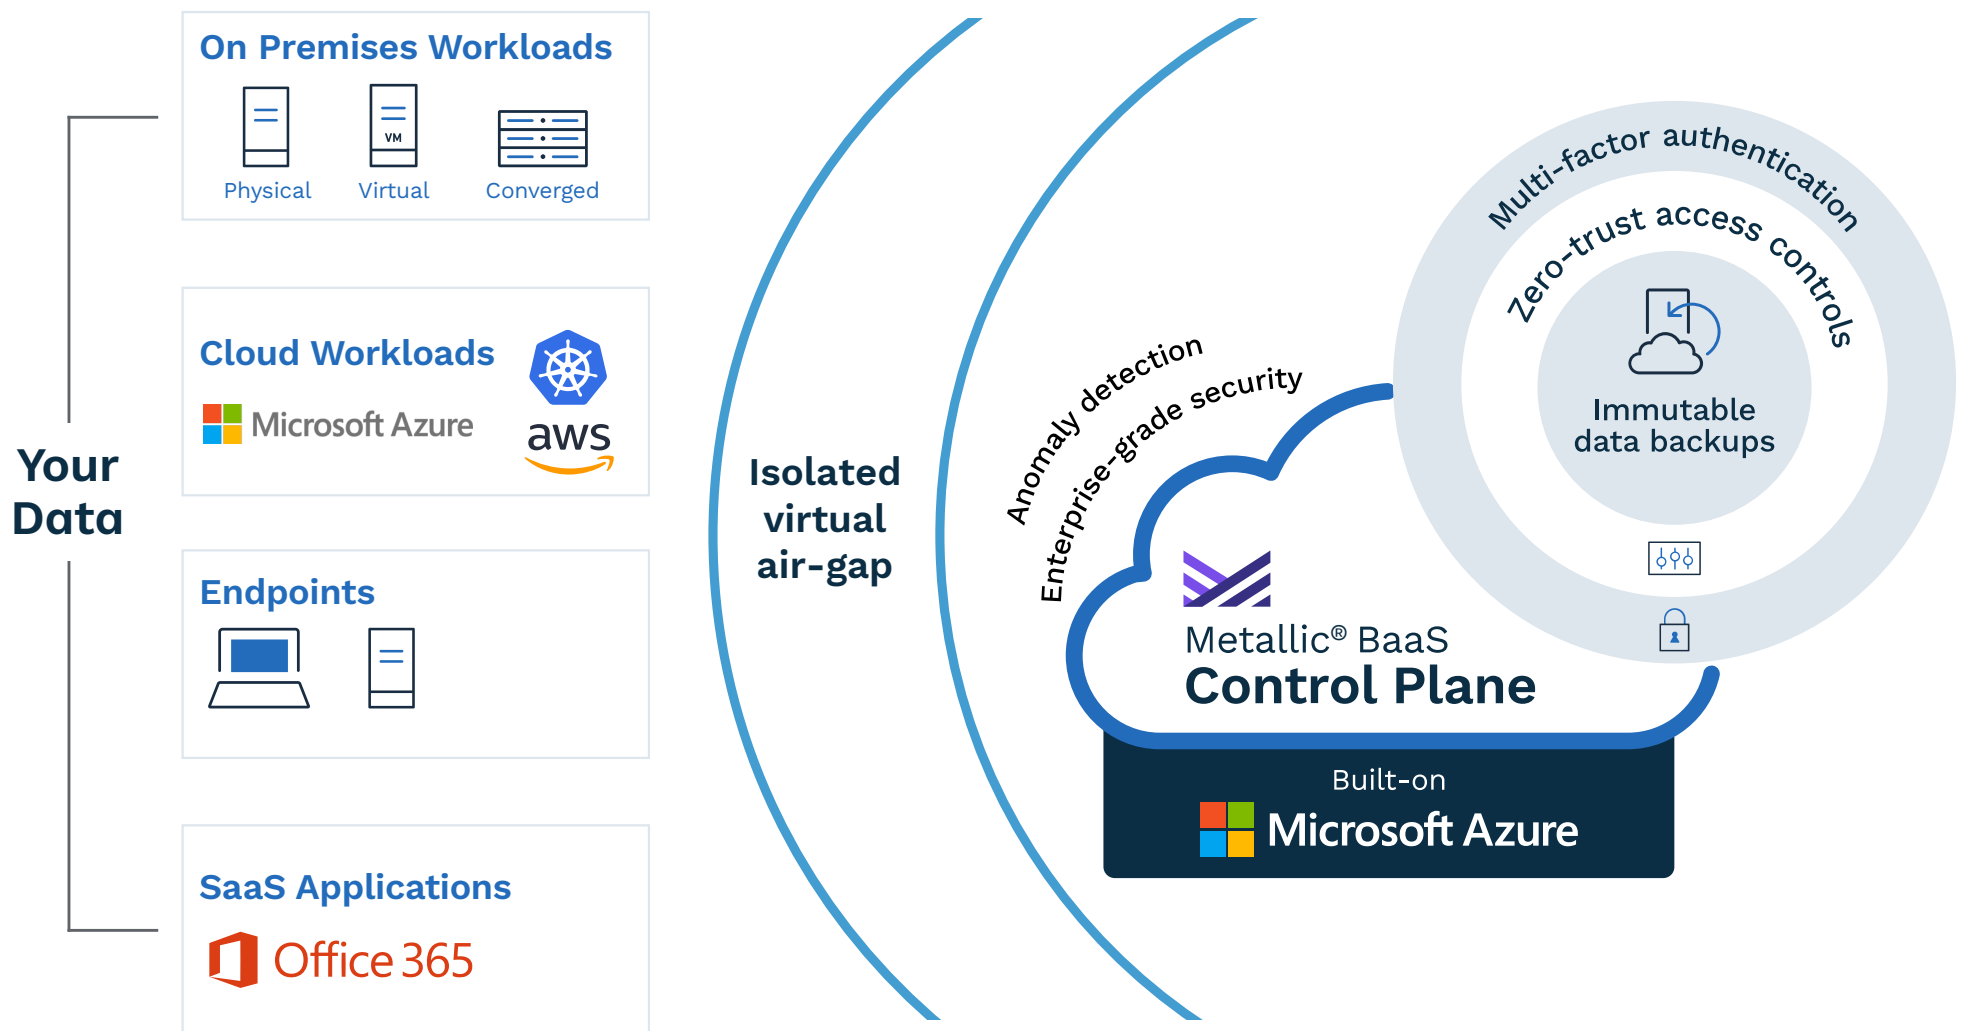 Your
Data
On Premises Workloads
VM
Physical
Virtual
Converged
Cloud Workloads
Microsoft Azure
aws
Endpoints
SaaS Applications
Office 365
Isolated
virtual
air-gap
Anomaly detection
Enterprise-grade security
Metallic® BaaS
Control Plane
Built-on
Microsoft Azure
Multi-factor authentication
Zero-trust access controls
Immutable
data backups